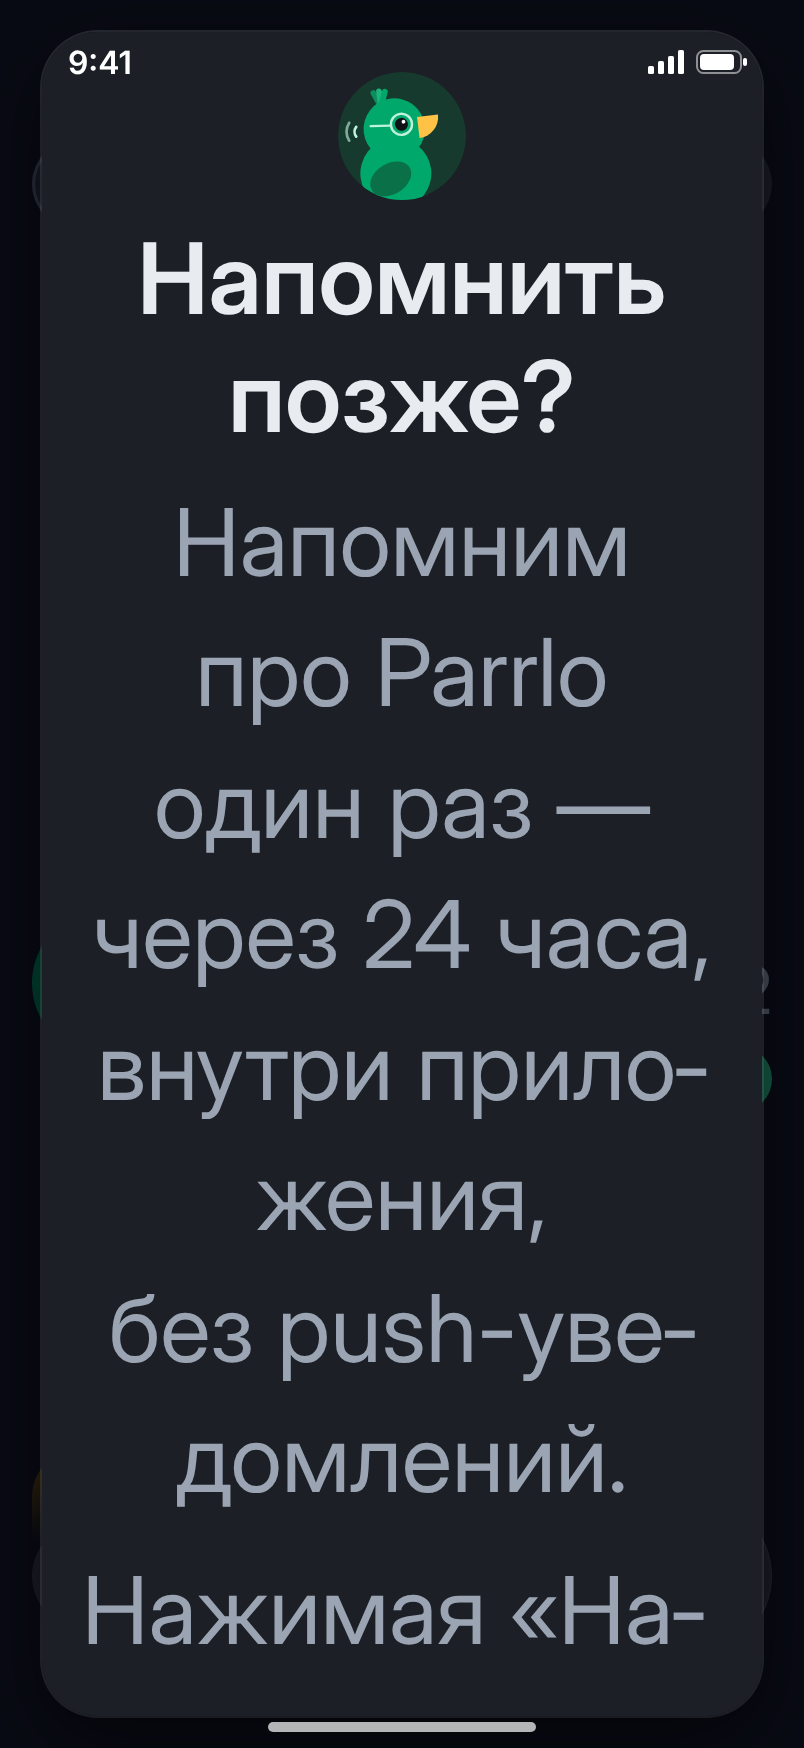 9:41
Напомнить
позже?
Напомним
про Parrlo
один раз —
через 24 часа,
внутри прило-
жения,
без push-уве-
домлений.
Нажимая «На-